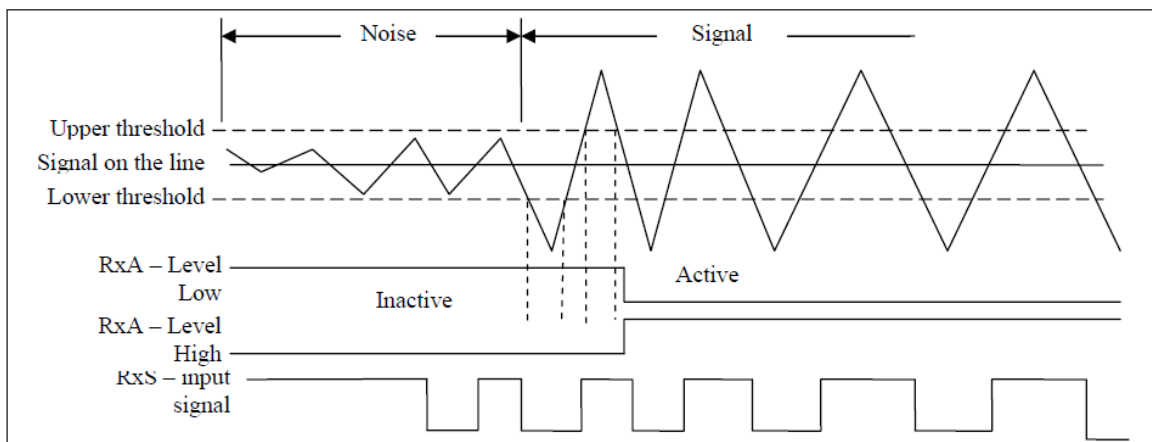 Noise
Signal
Upper threshold
Signal on the line
Lower threshold
RxA – Level
Low
Active
Inactive
RxA – Level
High
RxS – input
signal